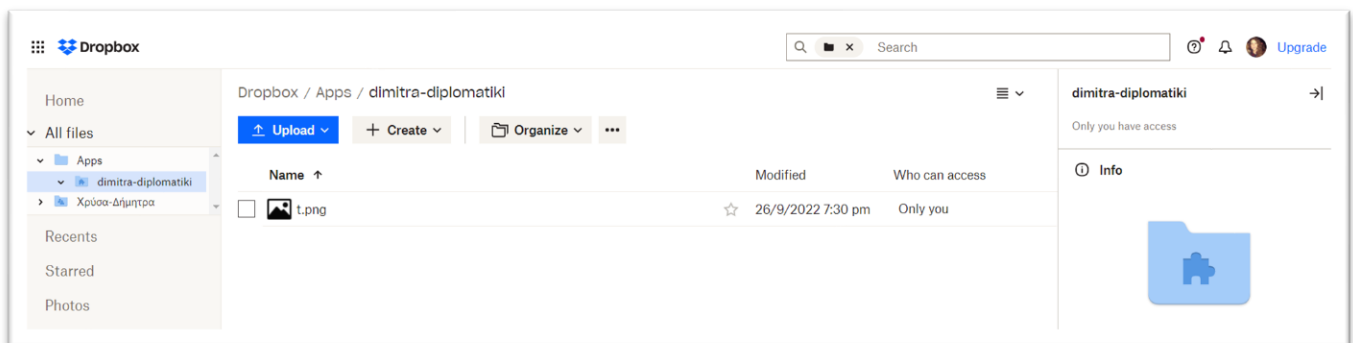 Dropbox
Search
Upgrade
Home
All files
Apps
dimitra-diplomatiki
Χρύσα-Δήμητρα
Recents
Starred
Photos
Dropbox / Apps / dimitra-diplomatiki
Upload
Create
Organize
Name
Modified
Who can access
t.png
26/9/2022 7:30 pm
Only you
dimitra-diplomatiki
Only you have access
Info